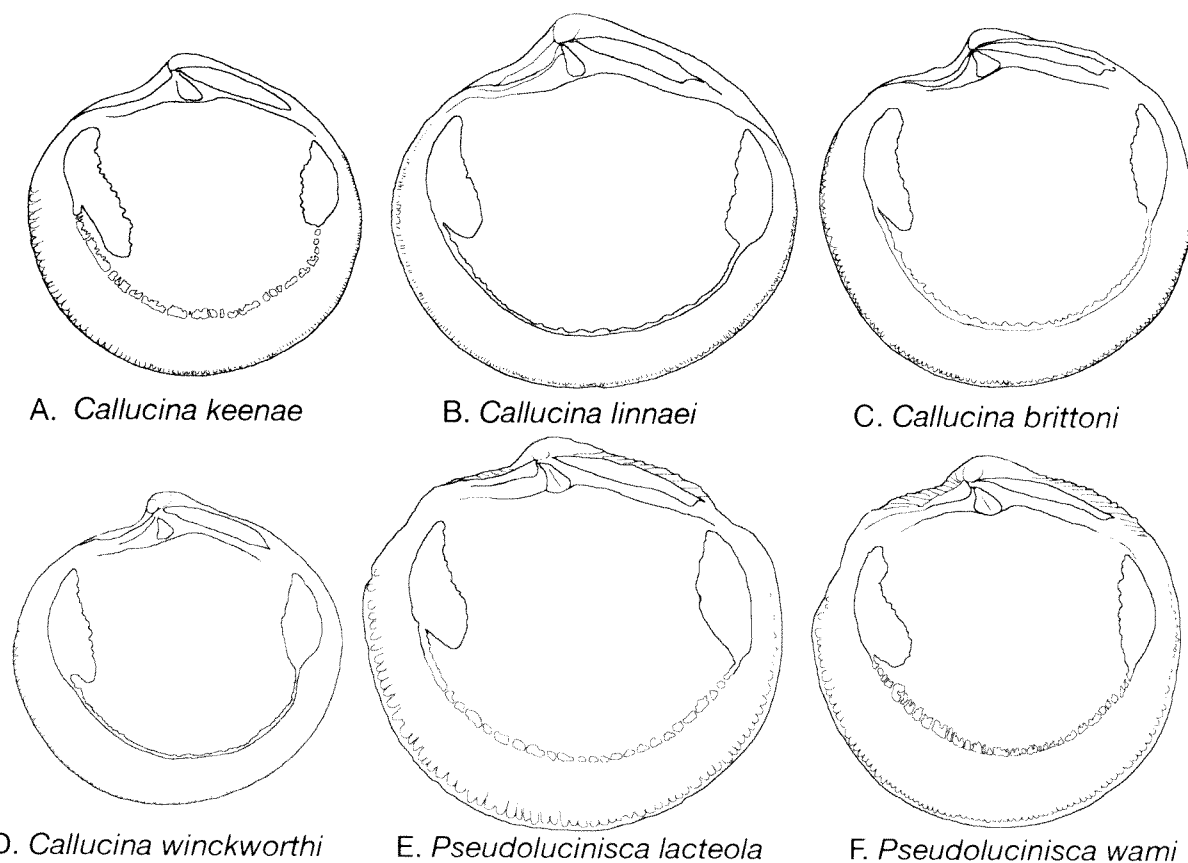 A. Callucina keenae
B. Callucina linnaei
C. Callucina brittoni
D. Callucina winckworthi
E. Pseudolucinisca lacteola
F. Pseudolucinisca wami